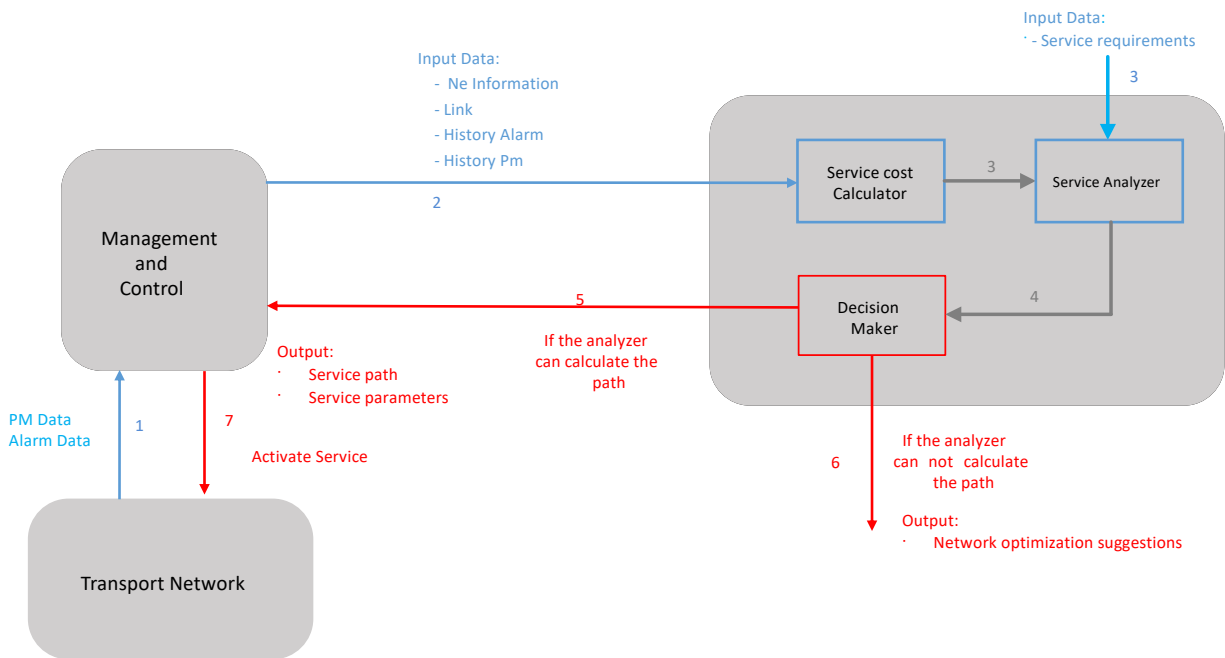 Input Data:
· - Service requirements
3
Input Data:
- Ne Information
- Link
- History Alarm
- History Pm
2
Service cost
Calculator
3
Service Analyzer
Management
and
Control
5
Decision
Maker
4
If the analyzer
can calculate the
path
Output:
· Service path
· Service parameters
PM Data
Alarm Data
1
7
Activate Service
6
If the analyzer
can not calculate
the path
Output:
· Network optimization suggestions
Transport Network